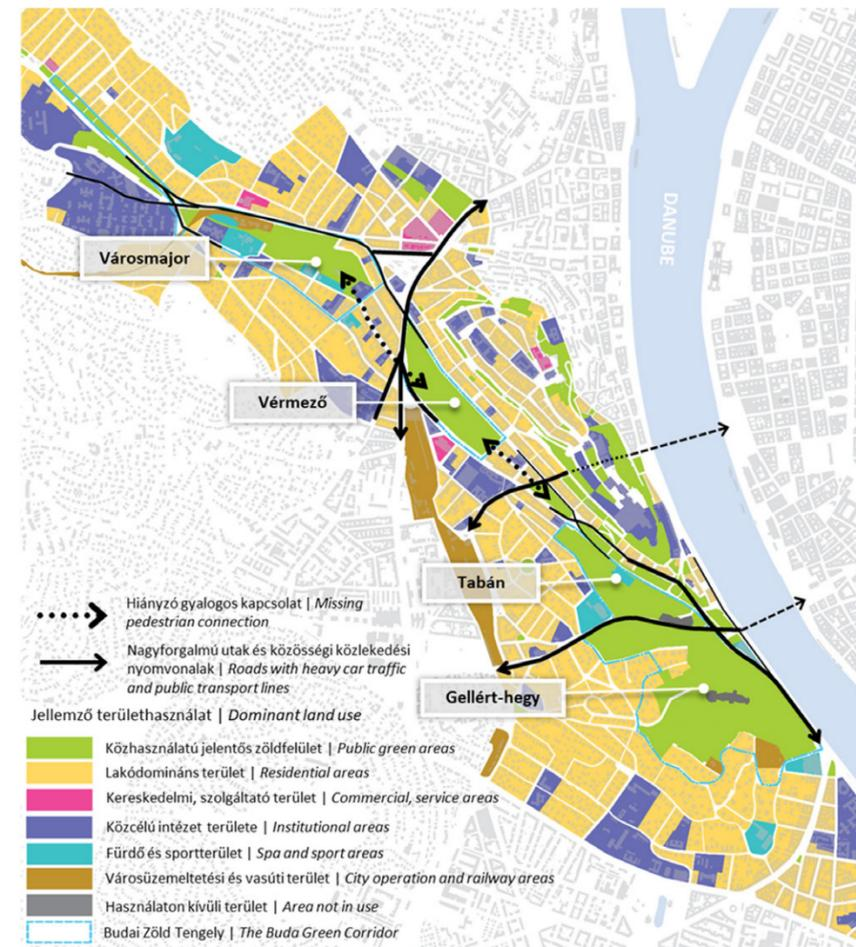 DANUBE
Városmajor
Vérmező
Tabán
Gellért-hegy
Hiányzó gyalogos kapcsolat | Missing
pedestrian connection
Nagyforgalmú utak és közösségi közlekedési
nyomvonalak | Roads with heavy car traffic
and public transport lines
Jellemző területhasználat | Dominant land use
Közhasználatú jelentős zöldfelület | Public green areas
Lakódomináns terület | Residential areas
Kereskedelmi, szolgáltató terület | Commercial, service areas
Közcélú intézet területe | Institutional areas
Fürdő és sportterület | Spa and sport areas
Városüzemeltetési és vasúti terület | City operation and railway areas
Használaton kívüli terület | Area not in use
Budai Zöld Tengely | The Buda Green Corridor